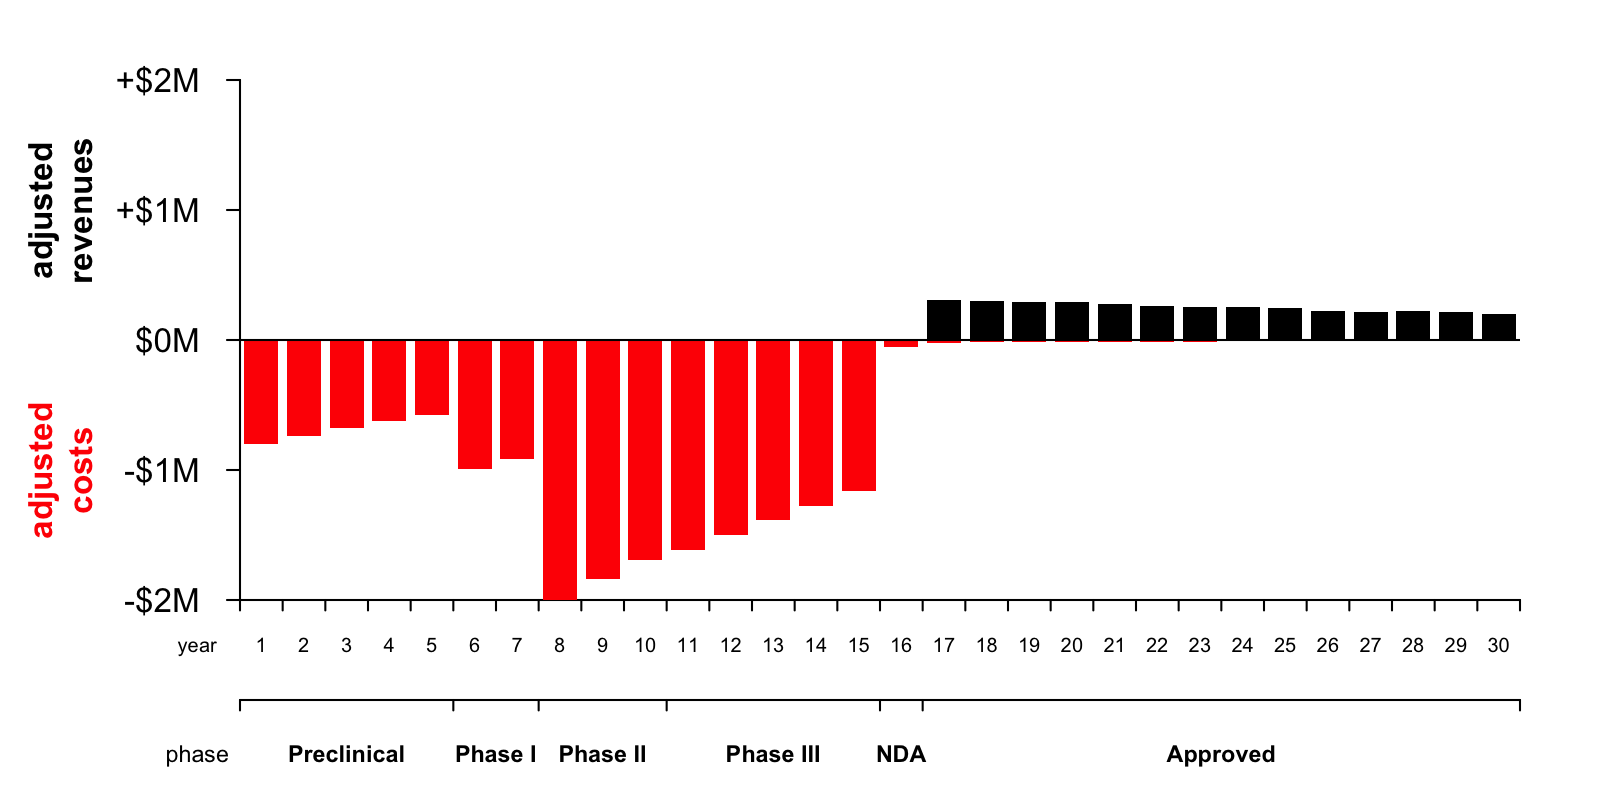 +$2M
+$1M
$0M
-$1M
-$2M
adjusted
revenues
adjusted
costs
year 1 2 3 4 5 6 7 8 9 10 11 12 13 14 15 16 17 18 19 20 21 22 23 24 25 26 27 28 29 30
phase Preclinical Phase I Phase II Phase III NDA Approved